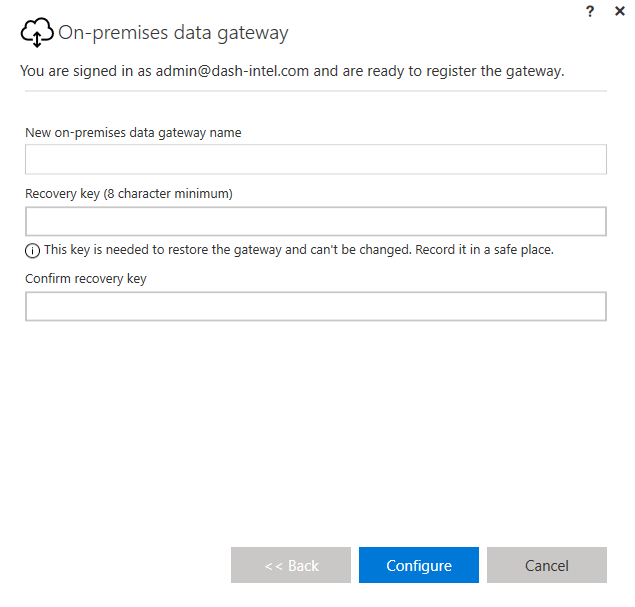 ? ×
On-premises data gateway
You are signed in as admin@dash-intel.com and are ready to register the gateway.
New on-premises data gateway name
Recovery key (8 character minimum)
This key is needed to restore the gateway and can't be changed. Record it in a safe place.
Confirm recovery key
<< Back Configure Cancel